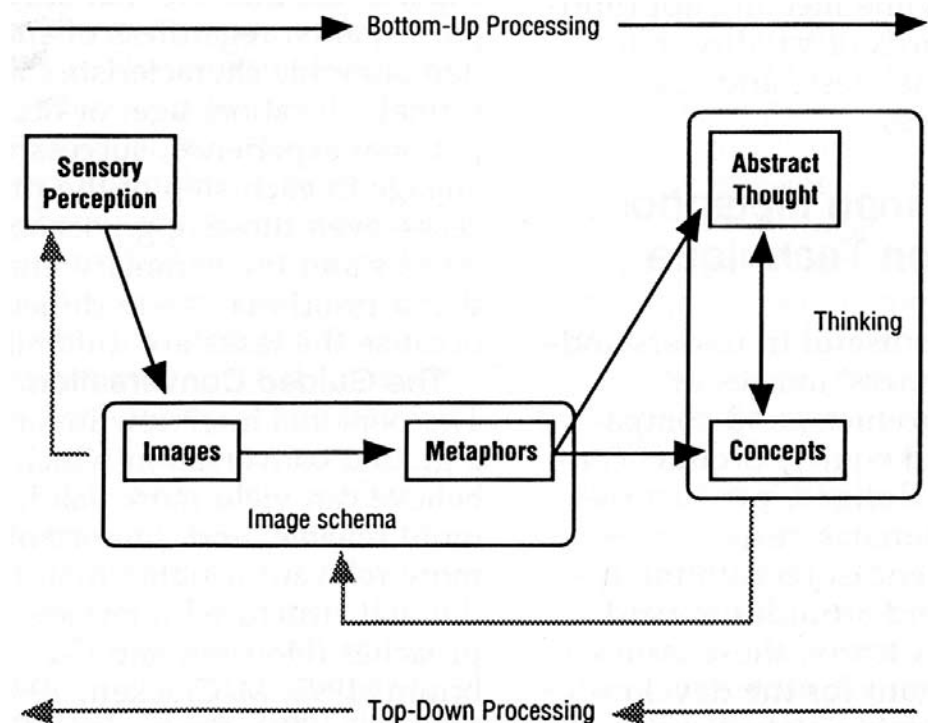 Bottom-Up Processing
Sensory
Perception
Abstract
Thought
Thinking
Images
Metaphors
Concepts
Image schema
Top-Down Processing